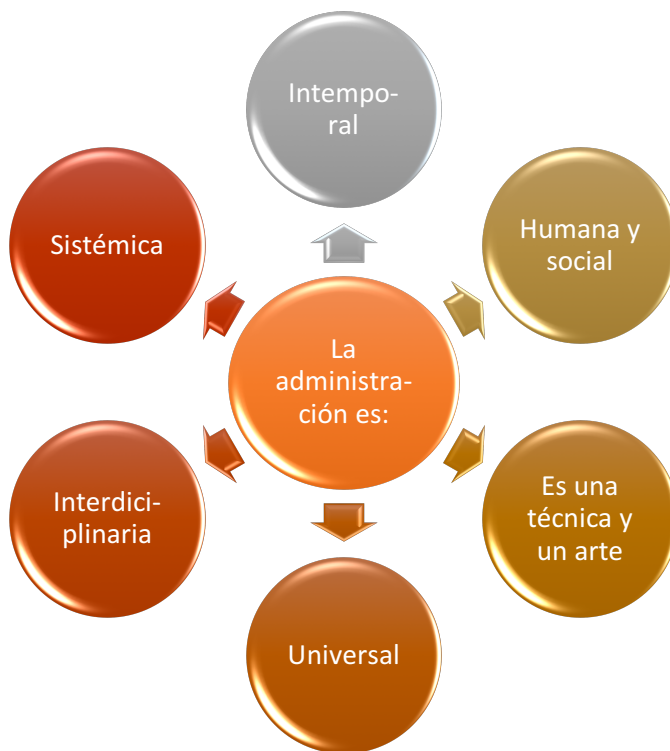 Intempo-
ral
Humana y
social
Es una
técnica y
un arte
Universal
Interdici-
plinaria
Sistémica
La
administra-
ción es: